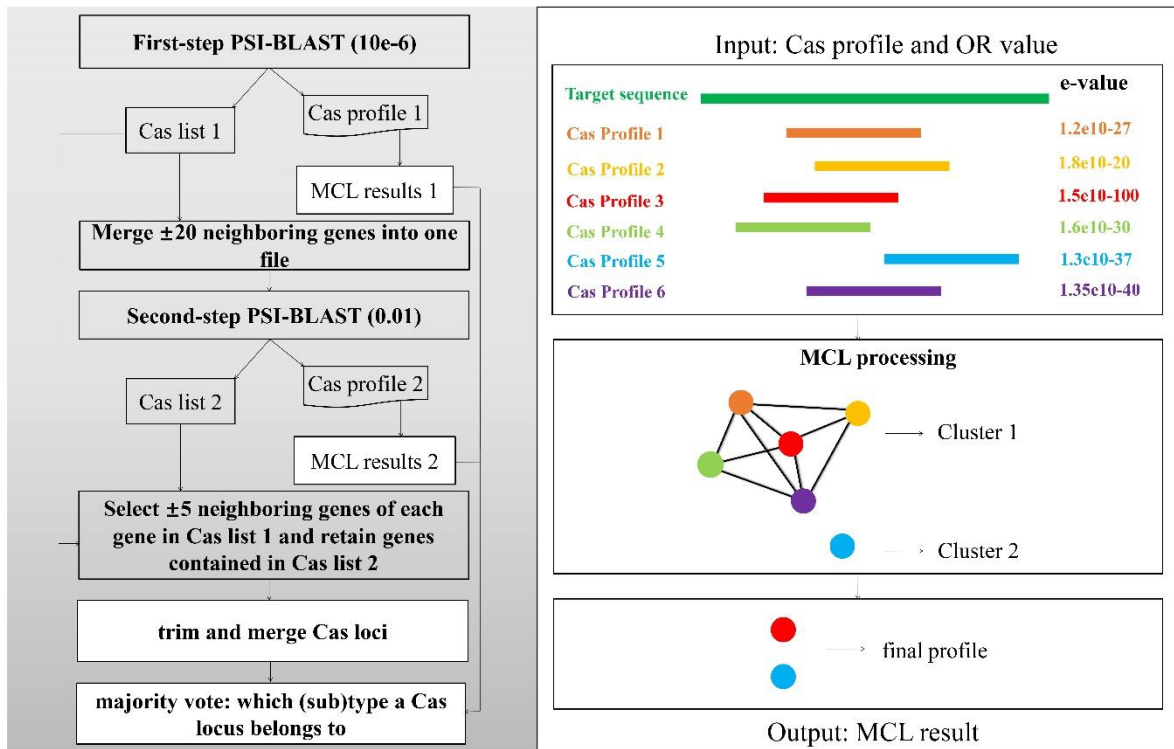 First-step PSI-BLAST (10e-6)
Cas list 1
Cas profile 1
MCL results 1
Merge ±20 neighboring genes into one
file
Second-step PSI-BLAST (0.01)
Cas list 2
Cas profile 2
MCL results 2
Select ±5 neighboring genes of each
gene in Cas list 1 and retain genes
contained in Cas list 2
trim and merge Cas loci
majority vote: which (sub)type a Cas
locus belongs to
Input: Cas profile and OR value
Target sequence
e-value
Cas Profile 1
1.2e10-27
Cas Profile 2
1.8e10-20
Cas Profile 3
1.5e10-100
Cas Profile 4
1.6e10-30
Cas Profile 5
1.3e10-37
Cas Profile 6
1.35e10-40
MCL processing
Cluster 1
Cluster 2
final profile
Output: MCL result